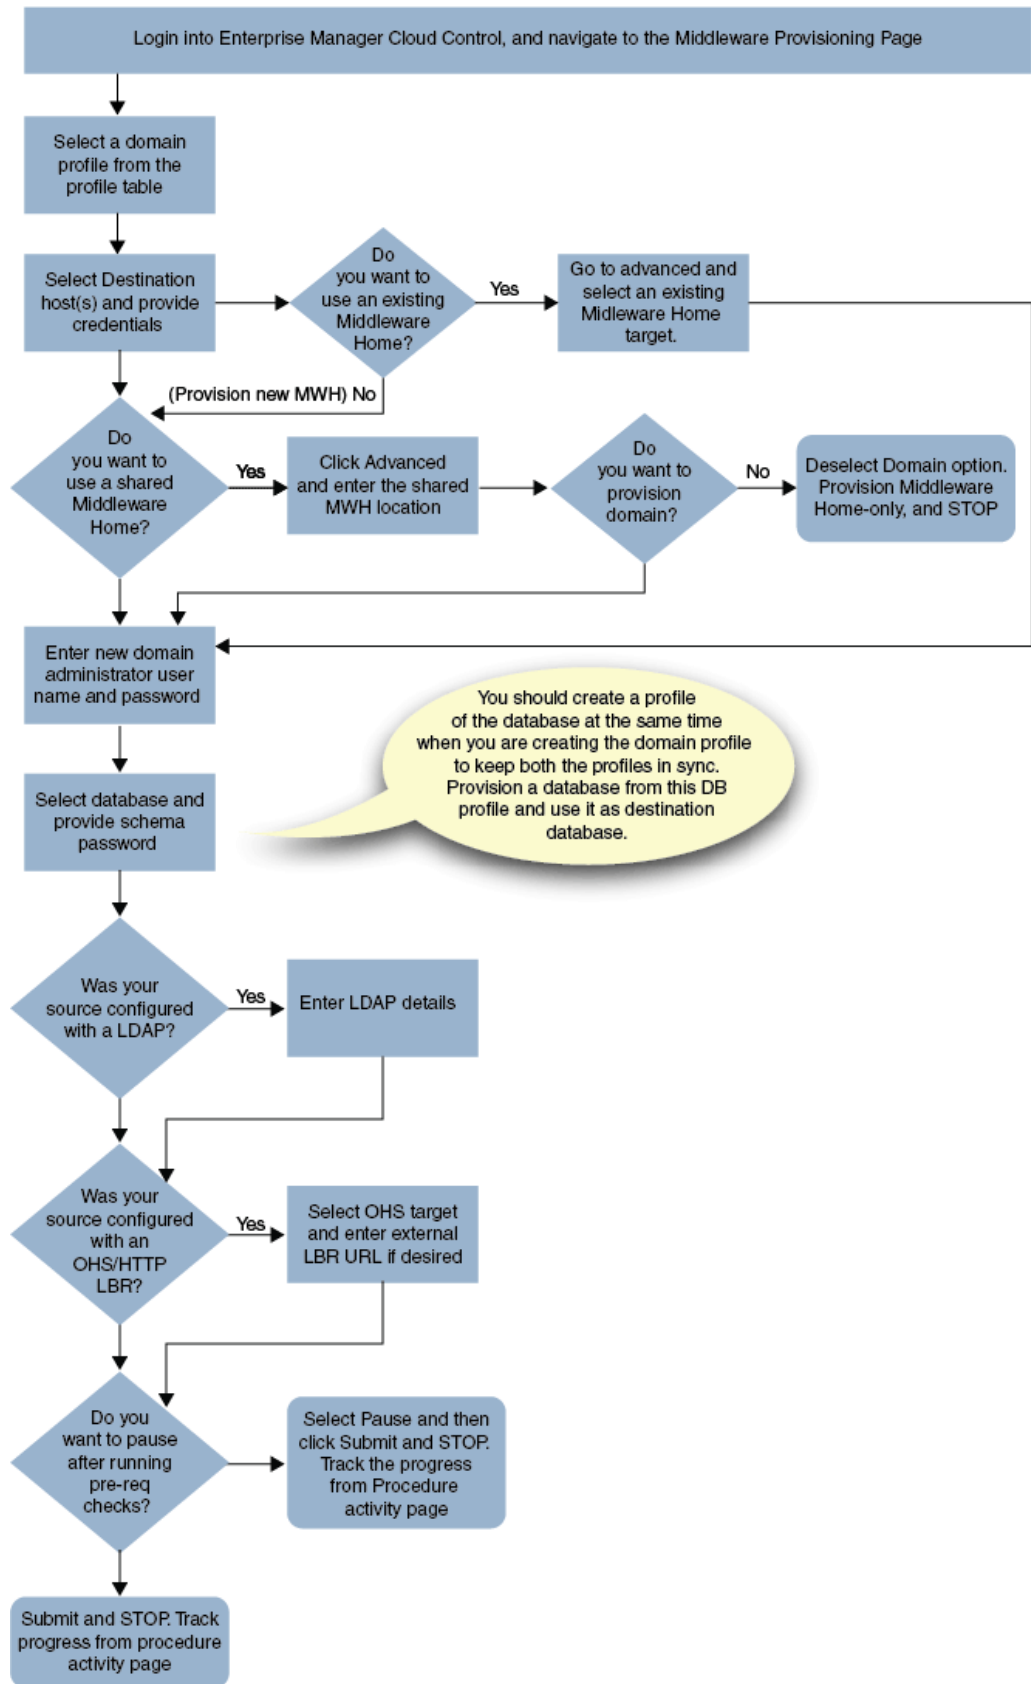 Login into Enterprise Manager Cloud Control, and navigate to the Middleware Provisioning Page
Select a domain
profile from the
profile table
Select Destination
host(s) and provide
credentials
Do
you want to
use an existing
Middleware
Home?
Yes
Go to advanced and
select an existing
Midleware Home
target.
(Provision new MWH) No
Do
you want to
use a shared
Middleware
Home?
Yes
Click Advanced
and enter the shared
MWH location
Do
you want to
provision
domain?
No
Deselect Domain option.
Provision Middleware
Home-only, and STOP
Enter new domain
administrator user
name and password
You should create a profile
of the database at the same time
when you are creating the domain profile
to keep both the profiles in sync.
Provision a database from this DB
profile and use it as destination
database.
Select database and
provide schema
password
Was your
source configured
with a LDAP?
Yes
Enter LDAP details
Was your
source configured
with an
OHS/HTTP
LBR?
Yes
Select OHS target
and enter external
LBR URL if desired
Do you
want to pause
after running
pre-req
checks?
Select Pause and then
click Submit and STOP.
Track the progress
from Procedure
activity page
Submit and STOP. Track
progress from procedure
activity page